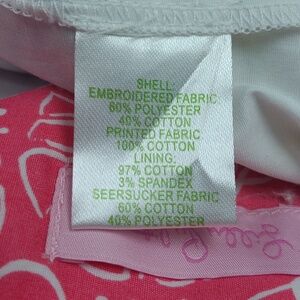 SHELL:
EMBROIDERED FABRIC
60% POLYESTER
40% COTTON
PRINTED FABRIC
100% COTTON
LINING:
97% COTTON
3% SPANDEX
SEERSUCKER FABRIC
60% COTTON
40% POLYESTER
Lilly